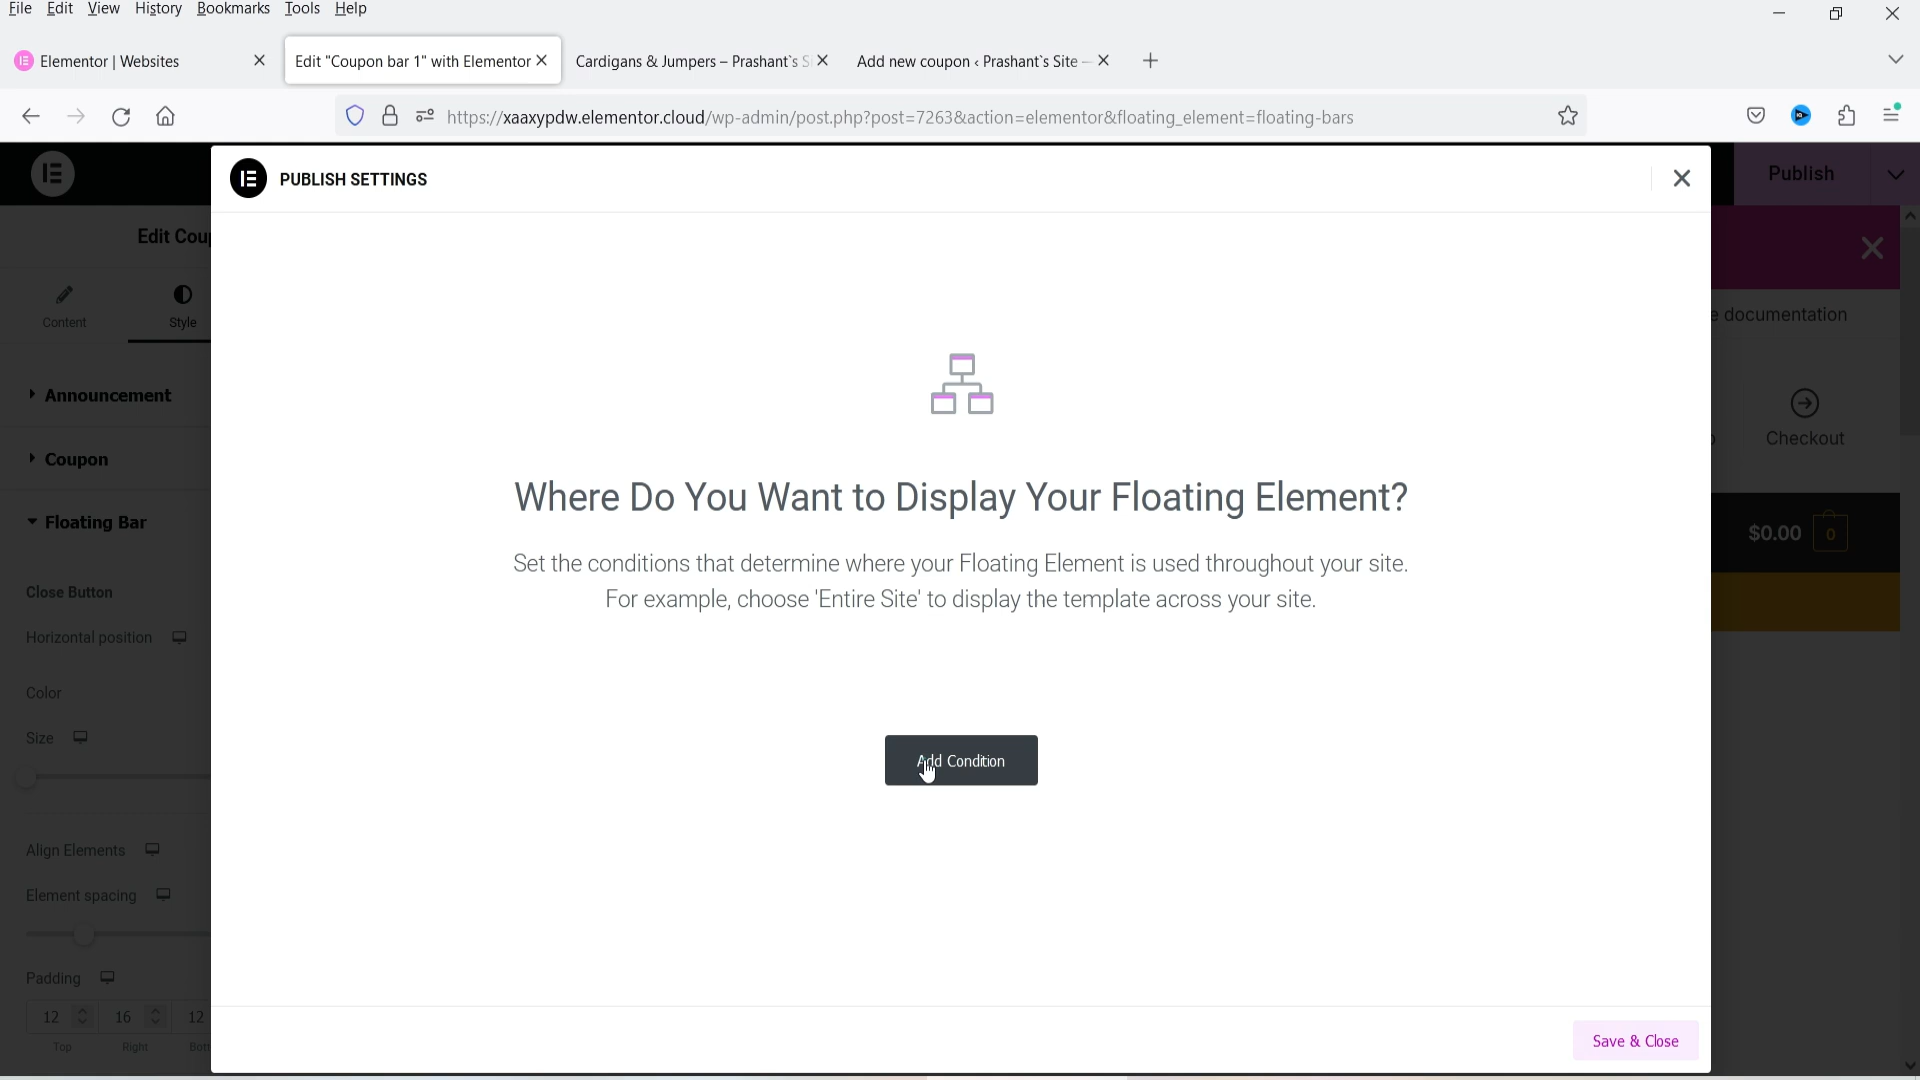 File Edit View History Bookmarks Tools Help
Elementor | Websites
Edit "Coupon bar 1" with Elementor
Cardigans & Jumpers – Prashant`s S
Add new coupon ‹ Prashant`s Site —
https://xaaxypdw.elementor.cloud/wp-admin/post.php?post=7263&action=elementor&floating_element=floating-bars
PUBLISH SETTINGS
Publish
Edit Coup
Content
Style
Announcement
Coupon
Floating Bar
Close Button
Horizontal position
Color
Size
Align Elements
Element spacing
Padding
12 16 12
Top Right Bott
Where Do You Want to Display Your Floating Element?
Set the conditions that determine where your Floating Element is used throughout your site.
For example, choose 'Entire Site' to display the template across your site.
Add Condition
Save & Close
e documentation
Checkout
$0.00 0